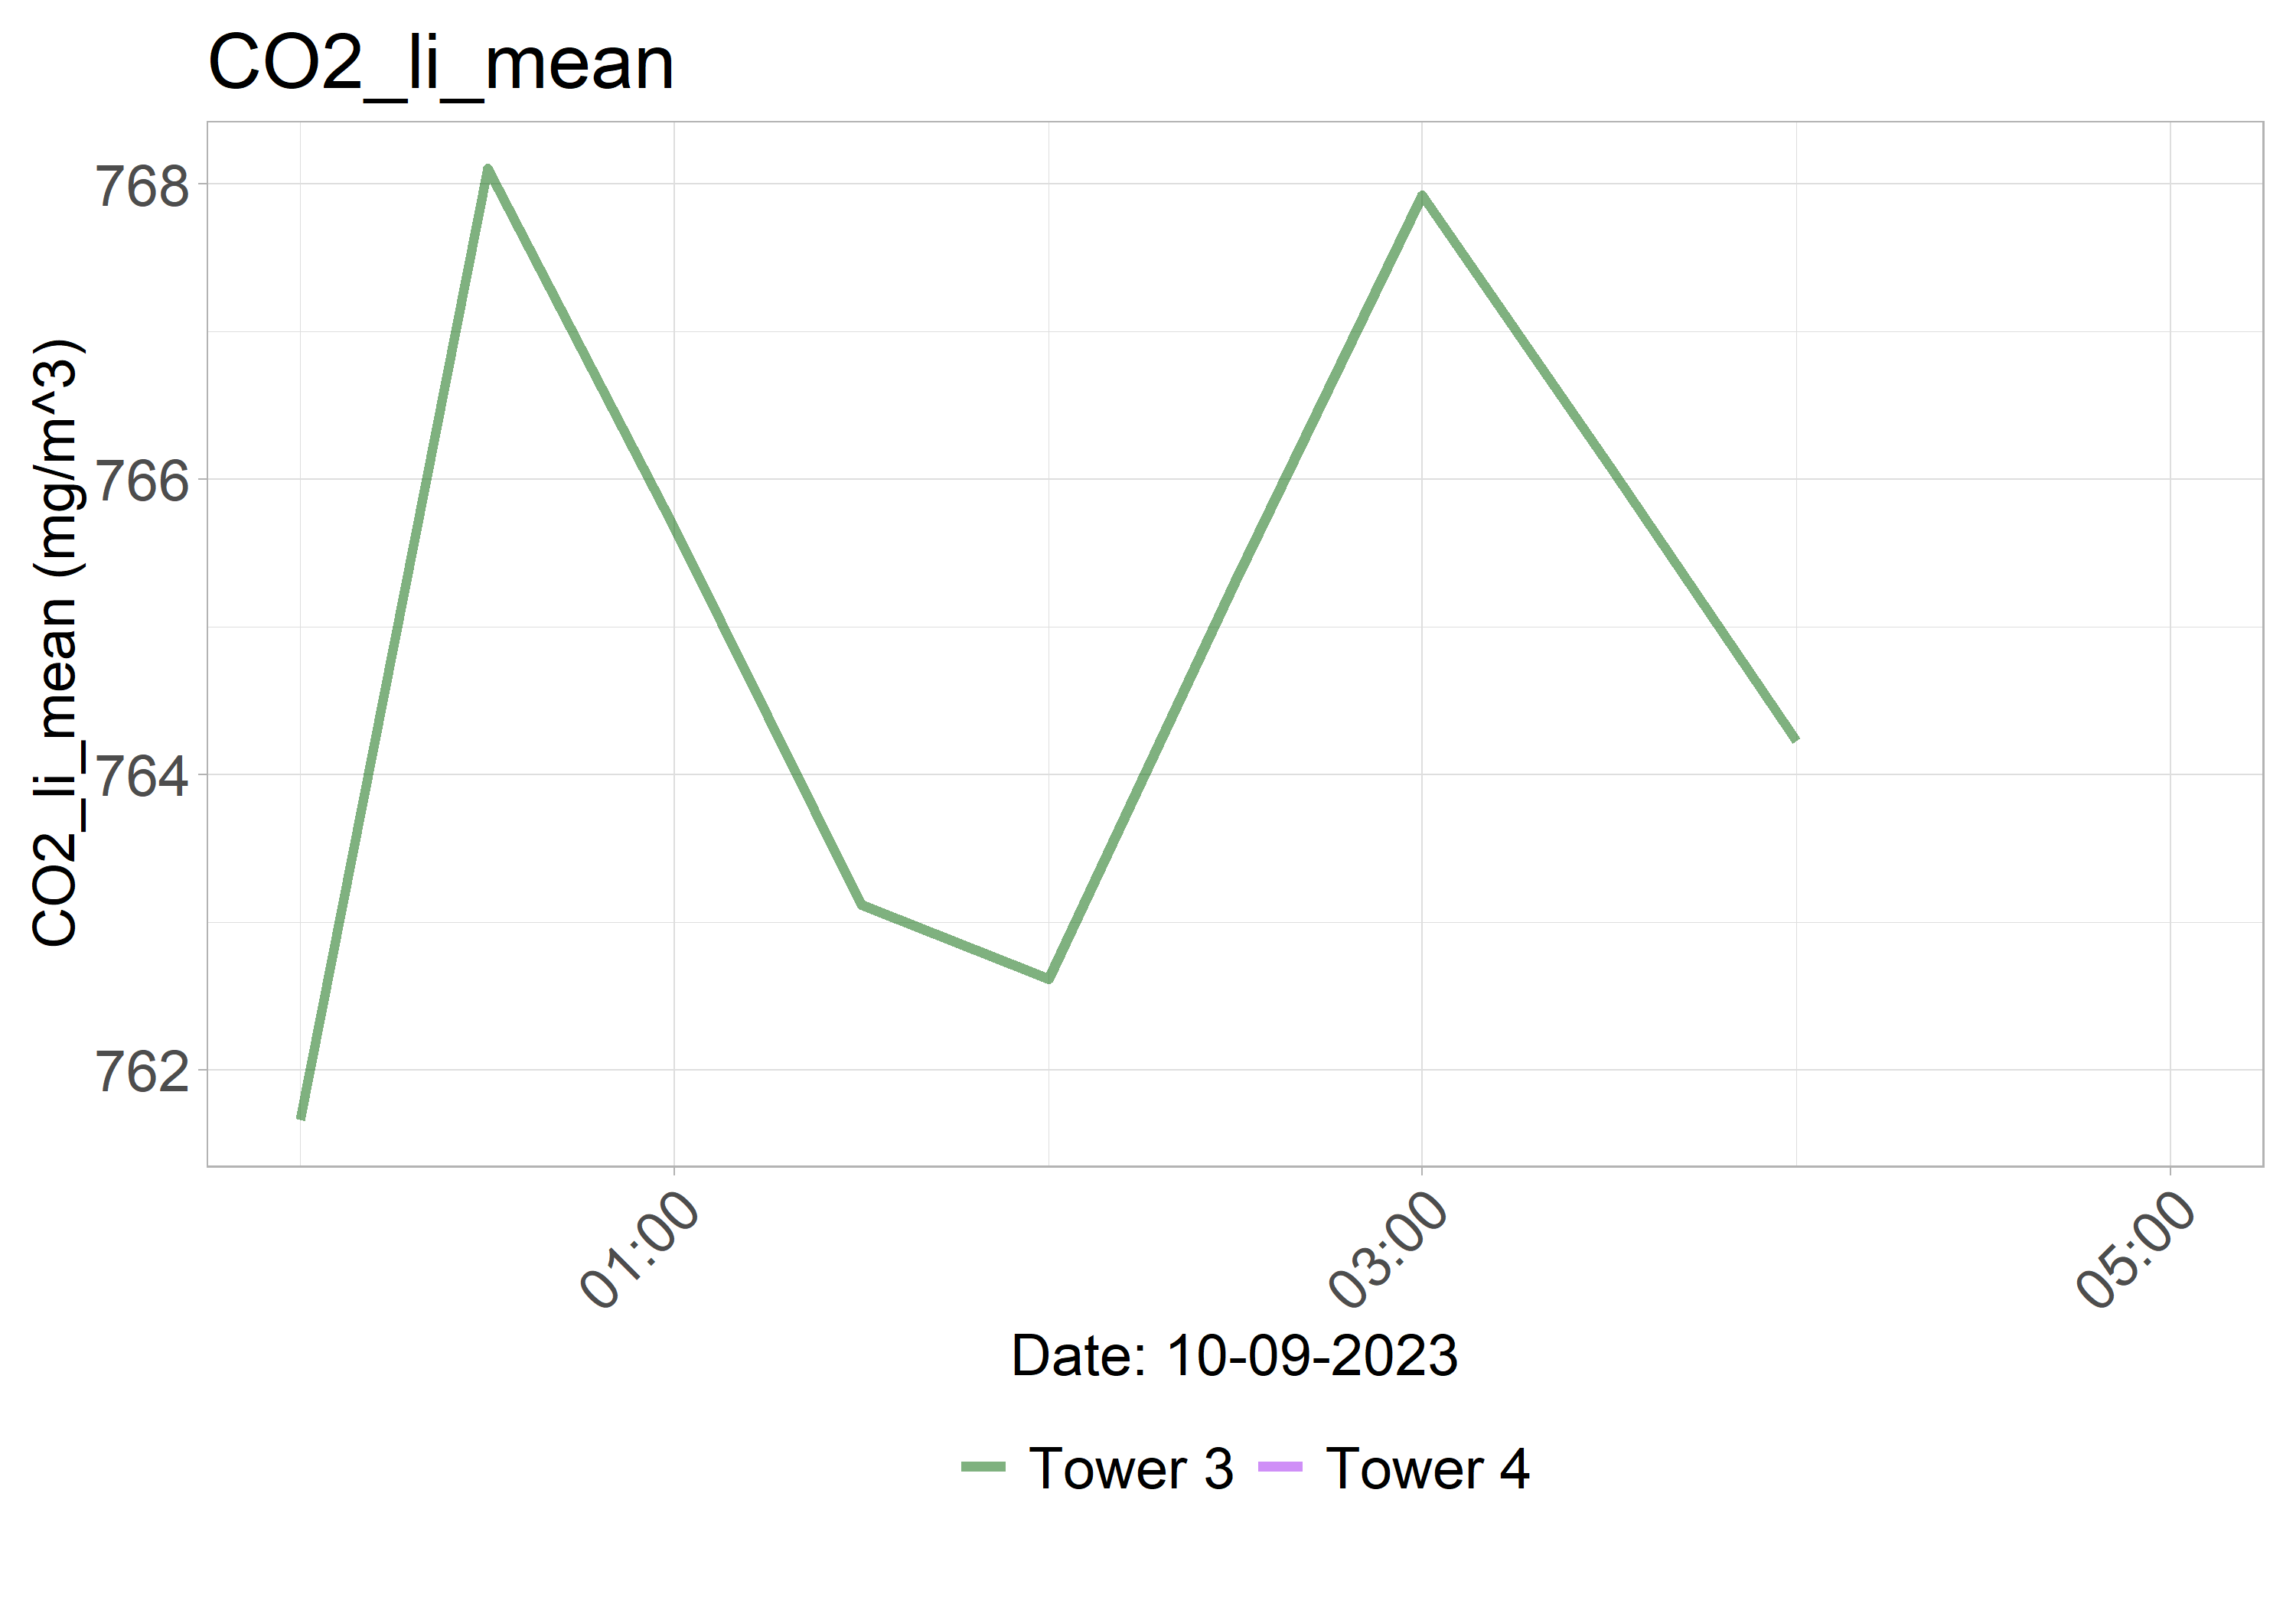 CO2_li_mean
CO2_li_mean (mg/m^3)
768
766
764
762
01:00
03:00
05:00
Date: 10-09-2023
Tower 3
Tower 4